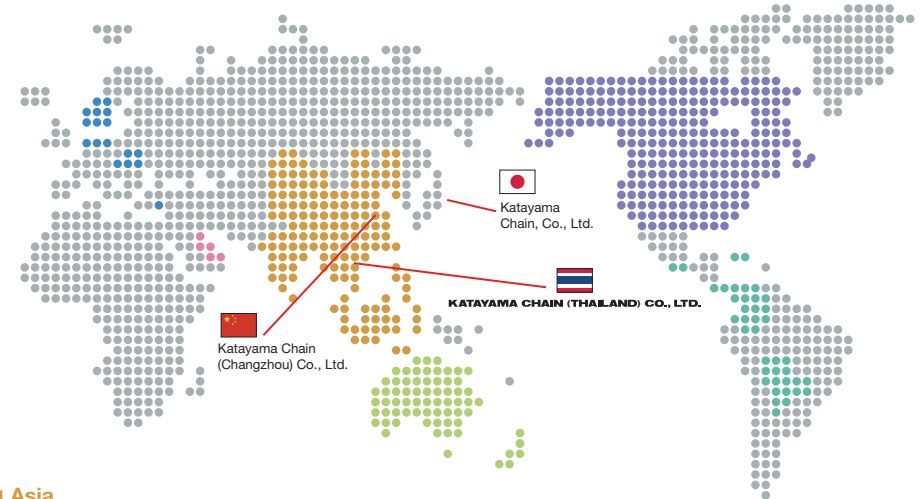 Katayama
Chain, Co., Ltd.
KATAYAMA CHAIN (THAILAND) CO., LTD.
Katayama Chain
(Changzhou) Co., Ltd.
Asia